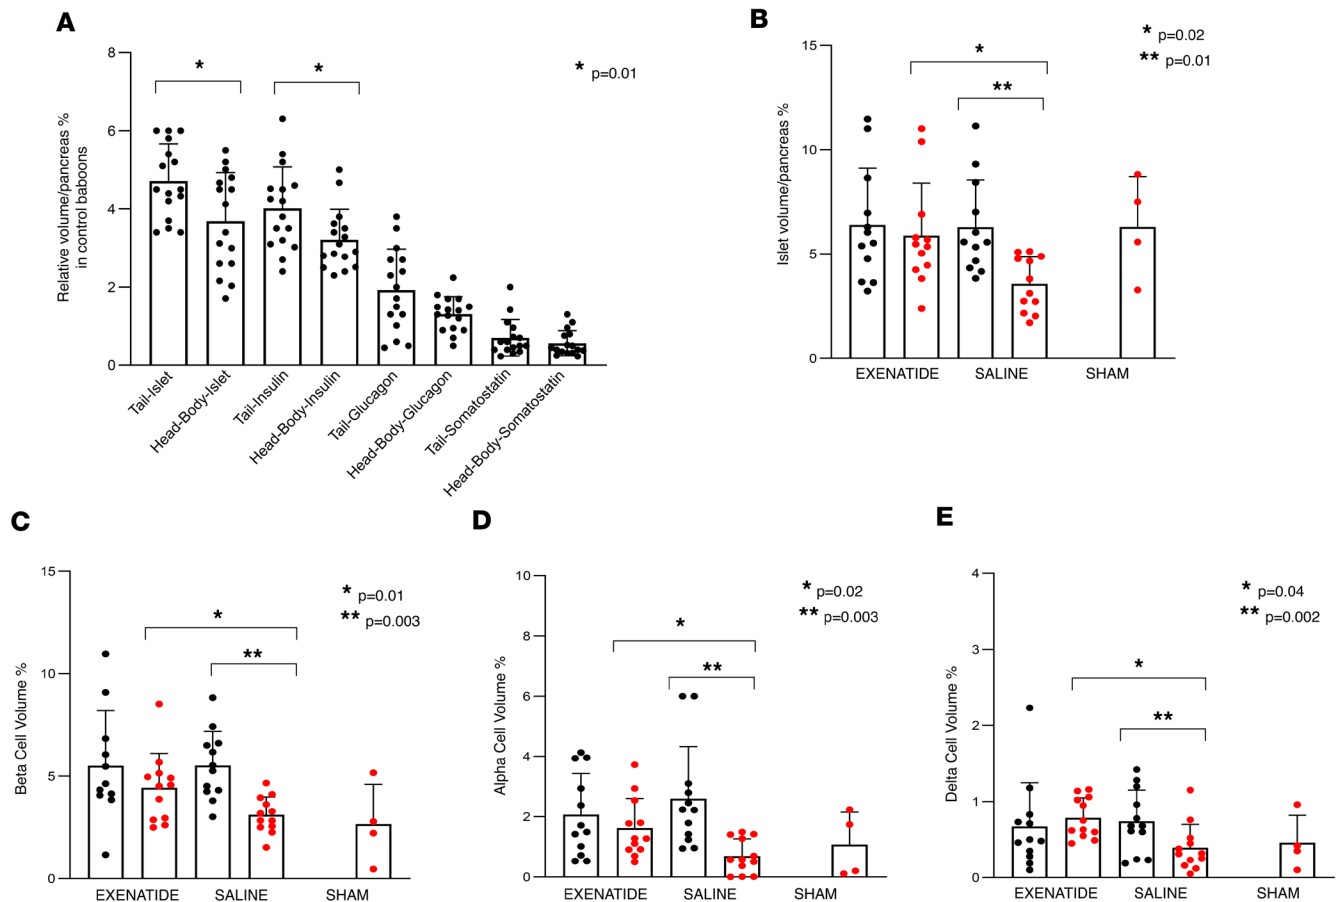 A
8
6
4
2
0
Relative volume/pancreas %
in control baboons
*
*
* p=0.01
Tail-Islet
Head-Body-Islet
Tail-Insulin
Head-Body-Insulin
Tail-Glucagon
Head-Body-Glucagon
Tail-Somatostatin
Head-Body-Somatostatin
B
15
10
5
0
Islet volume/pancreas %
* p=0.02
** p=0.01
*
**
EXENATIDE SALINE SHAM
C
15
10
5
0
Beta Cell Volume %
* p=0.01
** p=0.003
*
**
EXENATIDE SALINE SHAM
D
10
8
6
4
2
0
Alpha Cell Volume %
* p=0.02
** p=0.003
*
**
EXENATIDE SALINE SHAM
E
4
3
2
1
0
Delta Cell Volume %
* p=0.04
** p=0.002
*
**
EXENATIDE SALINE SHAM